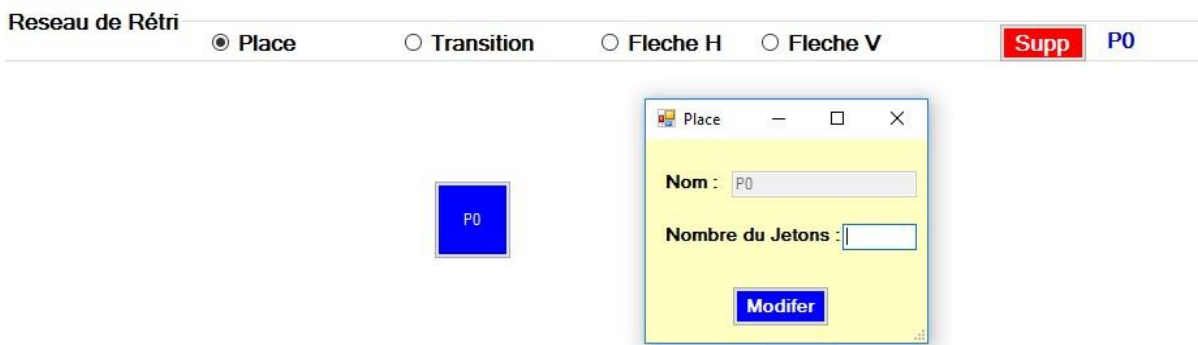 Reseau de Rétri
Place Transition Fleche H Fleche V Supp P0
Place
Nom : P0
P0
Nombre du Jetons :
Modifer